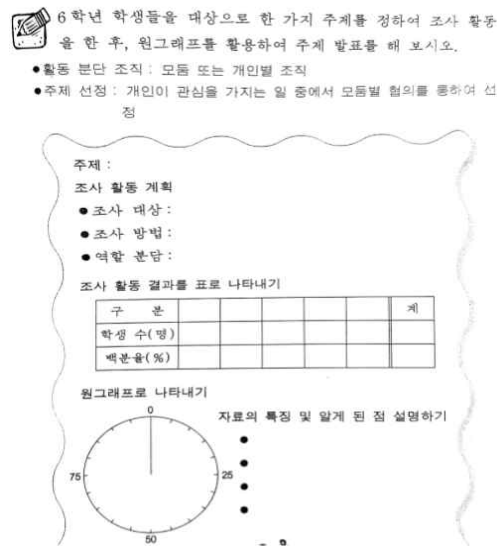 6학년 학생들을 대상으로 한 가지 주제를 정하여 조사 활동
을 한 후, 원그래프를 활용하여 주제 발표를 해 보시오.
●활동 분단 조직 : 모둠 또는 개인별 조직
●주제 선정 : 개인이 관심을 가지는 일 중에서 모둠별 협의를 통하여 선
정
주제 :
조사 활동 계획
●조사 대상 :
●조사 방법 :
●역할 분담 :
조사 활동 결과를 표로 나타내기
구 분 계
학생 수(명)
백분율(%)
원그래프로 나타내기
자료의 특징 및 알게 된 점 설명하기
0
75 25
50